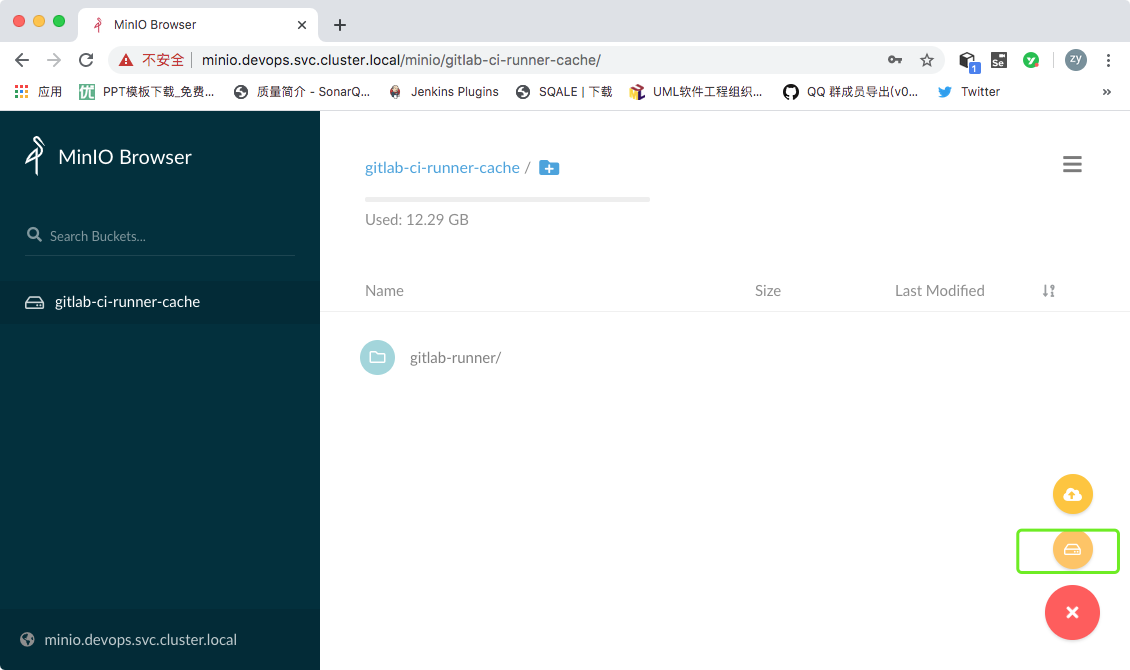 MinIO Browser
不安全 minio.devops.svc.cluster.local/minio/gitlab-ci-runner-cache/
1 Se y ZY
应用 优 PPT模板下载_免费... 质量简介 - SonarQ... Jenkins Plugins SQALE | 下载 UML软件工程组织... QQ 群成员导出(v0... Twitter »
MinIO Browser
Search Buckets...
gitlab-ci-runner-cache
minio.devops.svc.cluster.local
gitlab-ci-runner-cache /
Used: 12.29 GB
Name Size Last Modified
gitlab-runner/